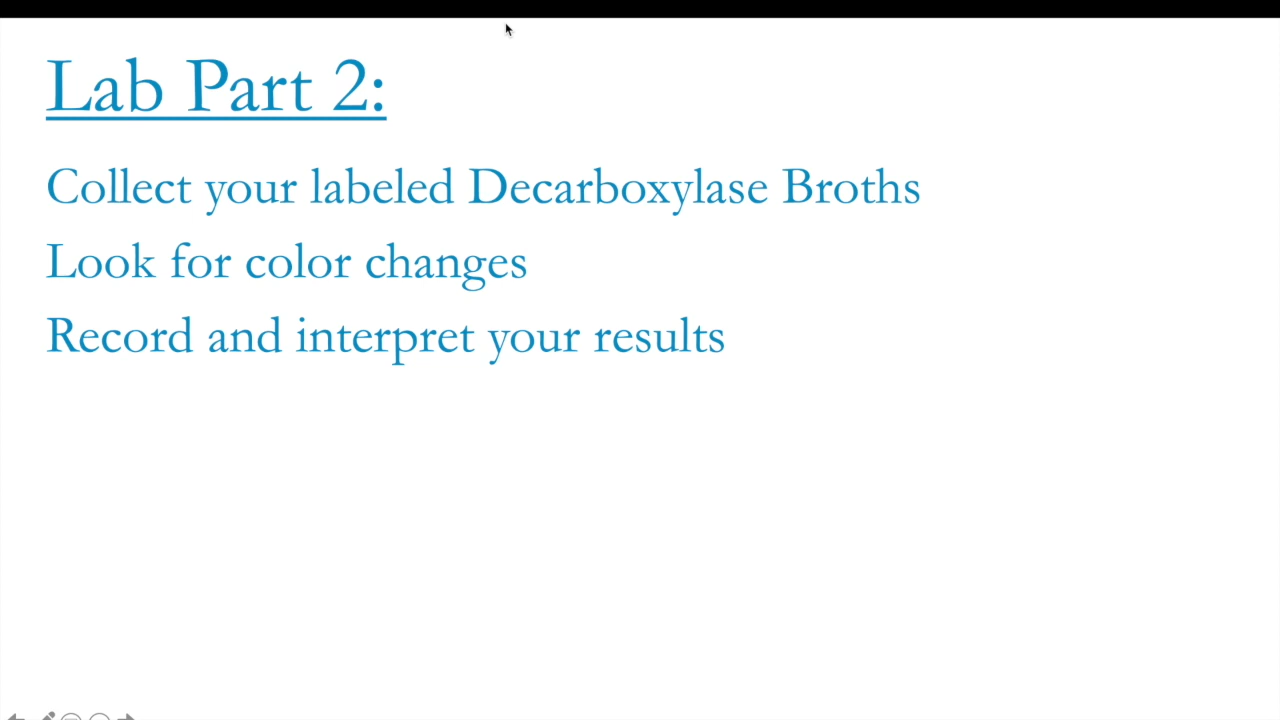 Lab Part 2:
Collect your labeled Decarboxylase Broths
Look for color changes
Record and interpret your results